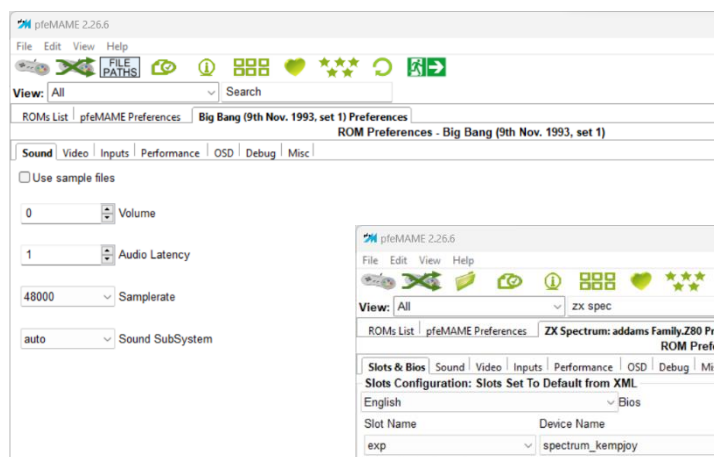 pfeMAME 2.26.6
File Edit View Help
FILE
PATHS
View: All Search
ROMs List pfeMAME Preferences Big Bang (9th Nov. 1993, set 1) Preferences
ROM Preferences - Big Bang (9th Nov. 1993, set 1)
Sound Video Inputs Performance OSD Debug Misc
Use sample files
0 Volume
1 Audio Latency
48000 Samplerate
auto Sound SubSystem
pfeMAME 2.26.6
File Edit View Help
View: All zx spec
ROMs List pfeMAME Preferences ZX Spectrum: addams Family.Z80 Pr
ROM Pref
Slots & Bios Sound Video Inputs Performance OSD Debug Mi
Slots Configuration: Slots Set To Default from XML
English Bios
Slot Name Device Name
exp spectrum_kempjoy